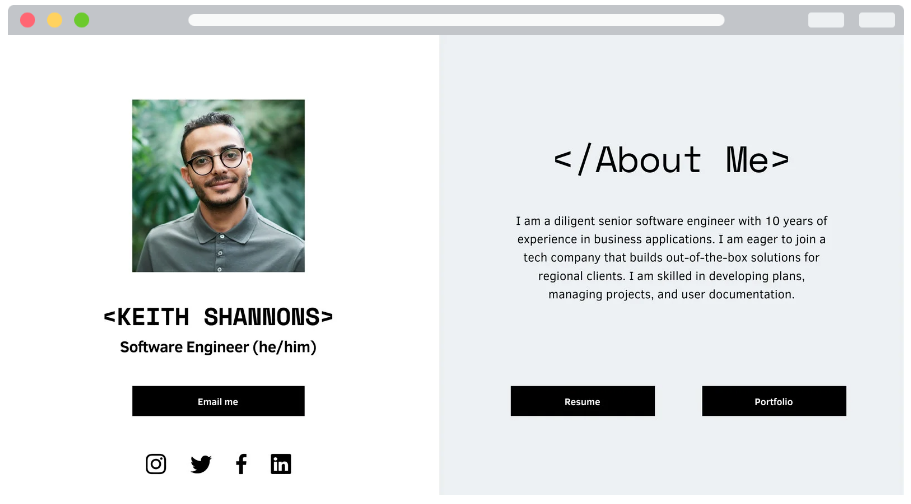 <KEITH SHANNONS>
Software Engineer (he/him)
Email me
</About Me>
I am a diligent senior software engineer with 10 years of
experience in business applications. I am eager to join a
tech company that builds out-of-the-box solutions for
regional clients. I am skilled in developing plans,
managing projects, and user documentation.
Resume
Portfolio